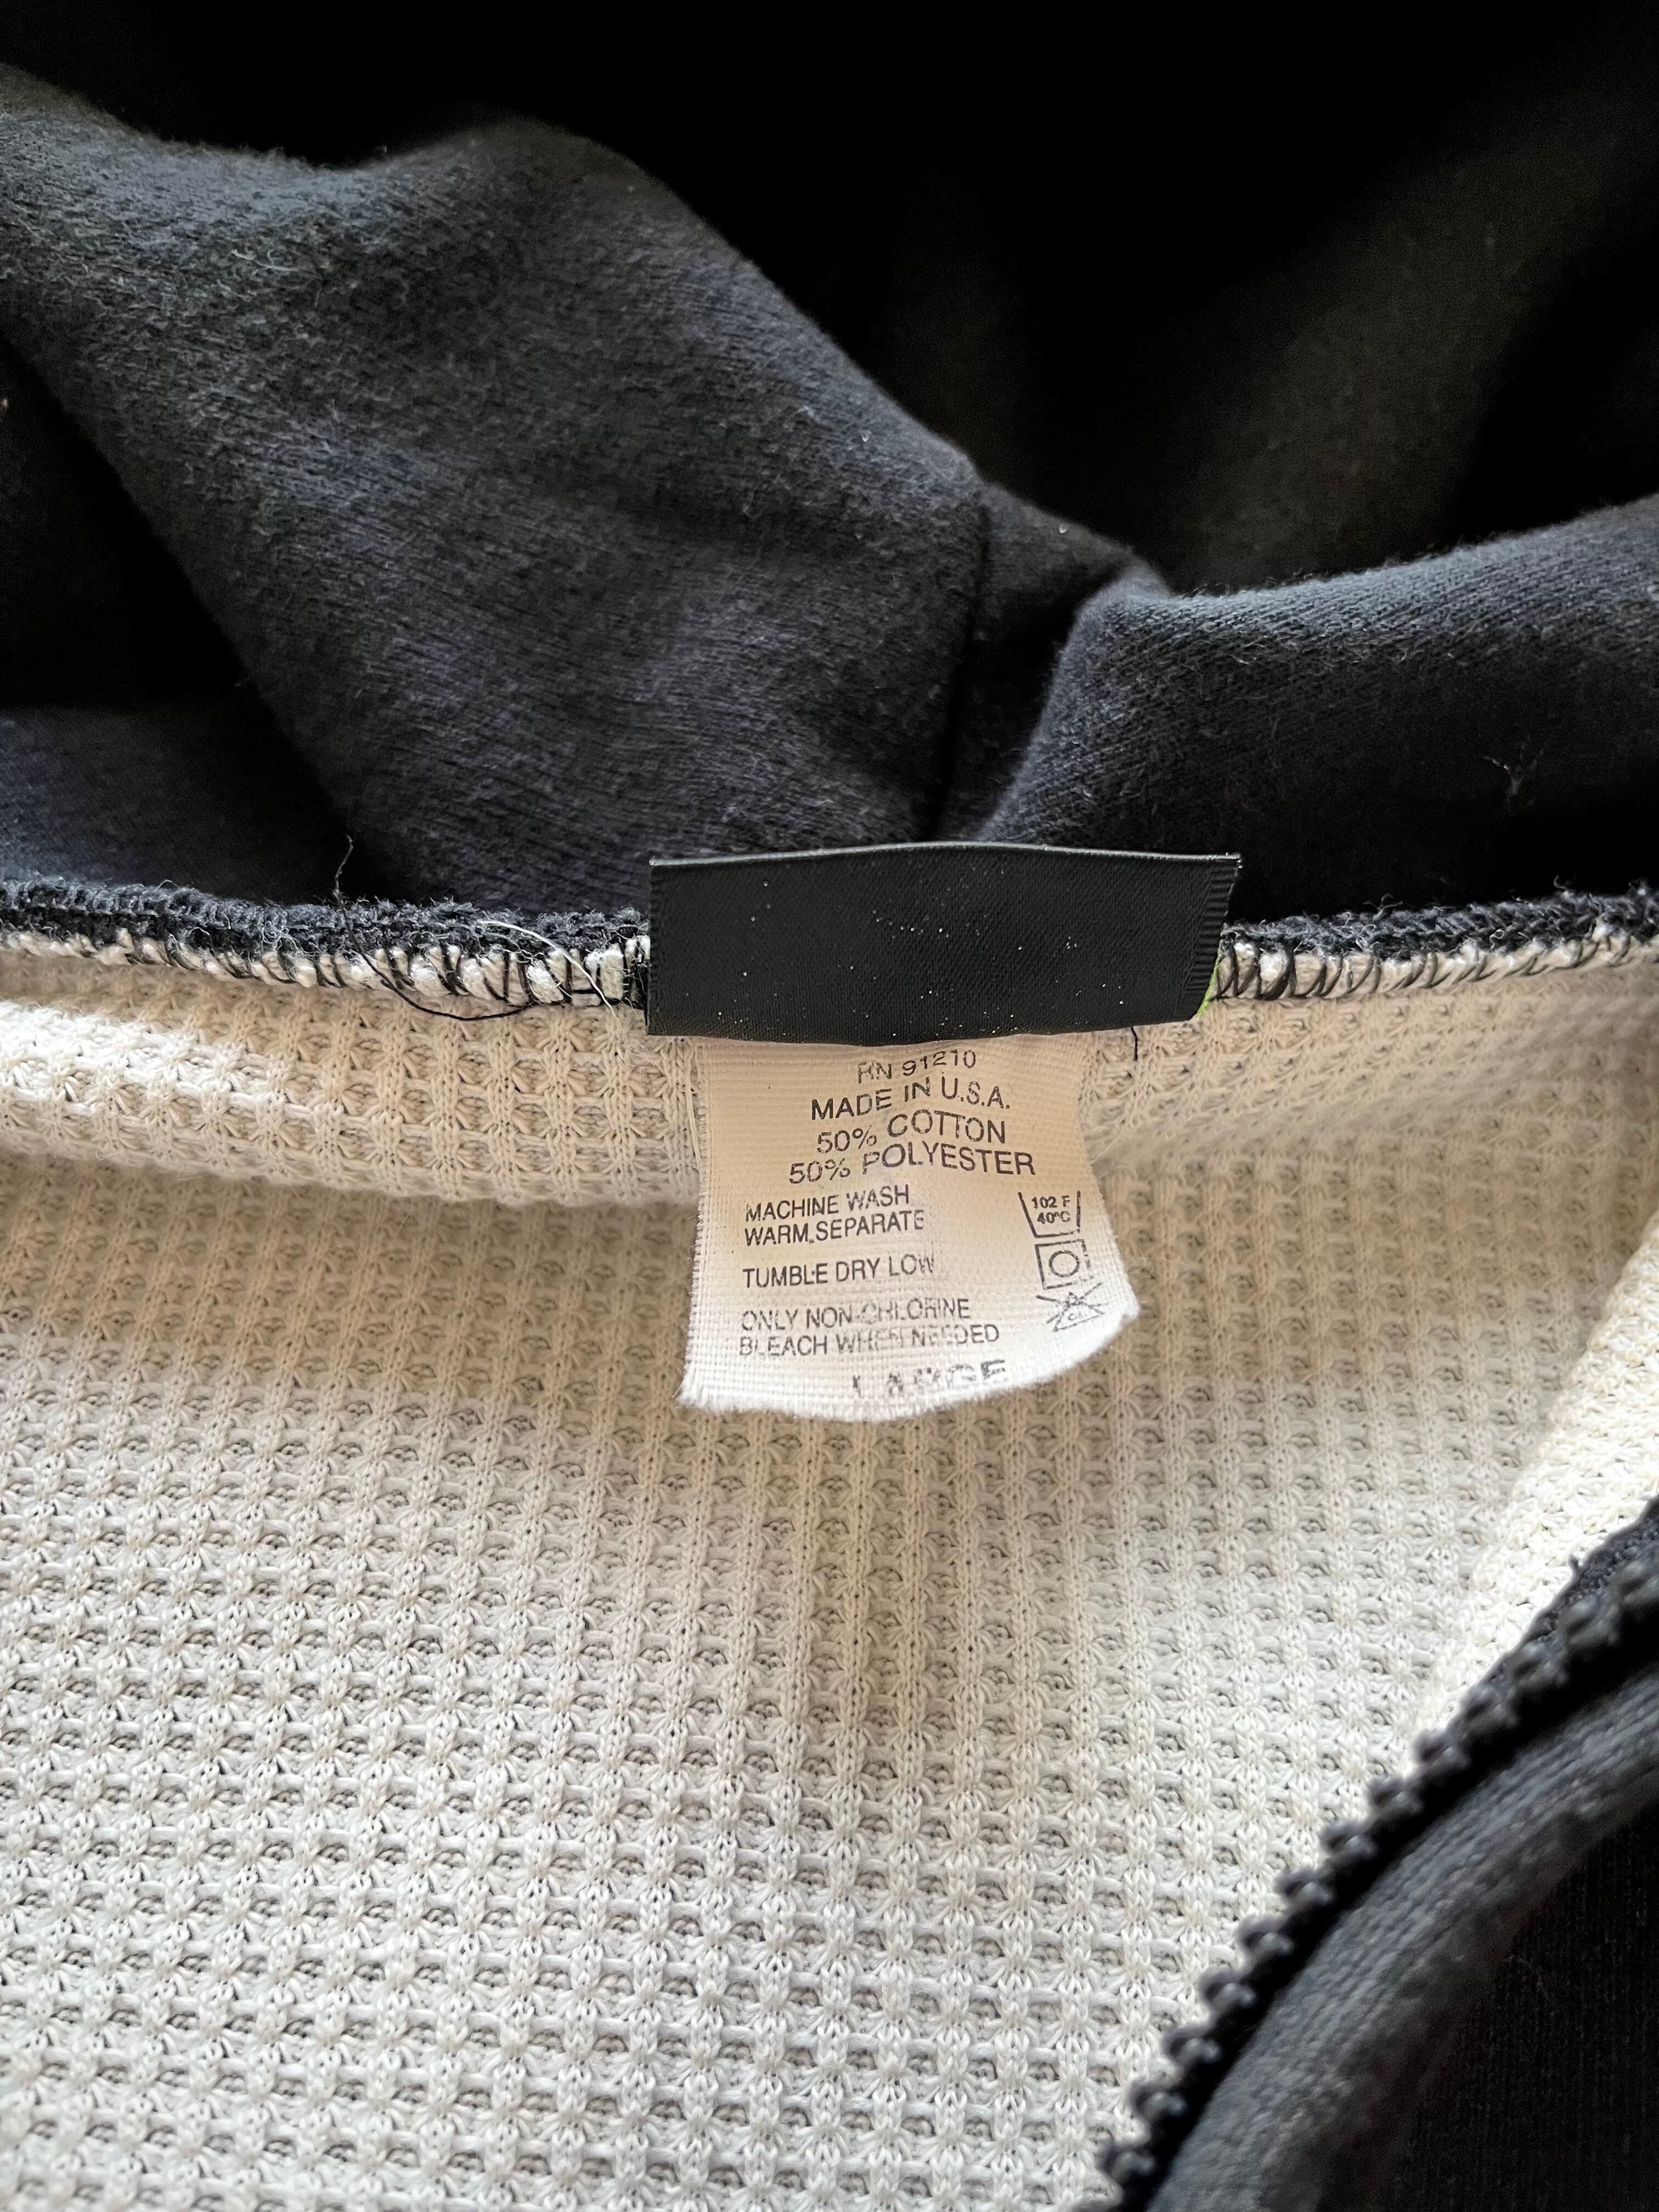 RN 91210
MADE IN U.S.A.
50% COTTON
50% POLYESTER
MACHINE WASH
WARM SEPARATE
102 F
40°C
TUMBLE DRY LOW
ONLY NON-CHLORINE
BLEACH WHEN NEEDED
LARGE